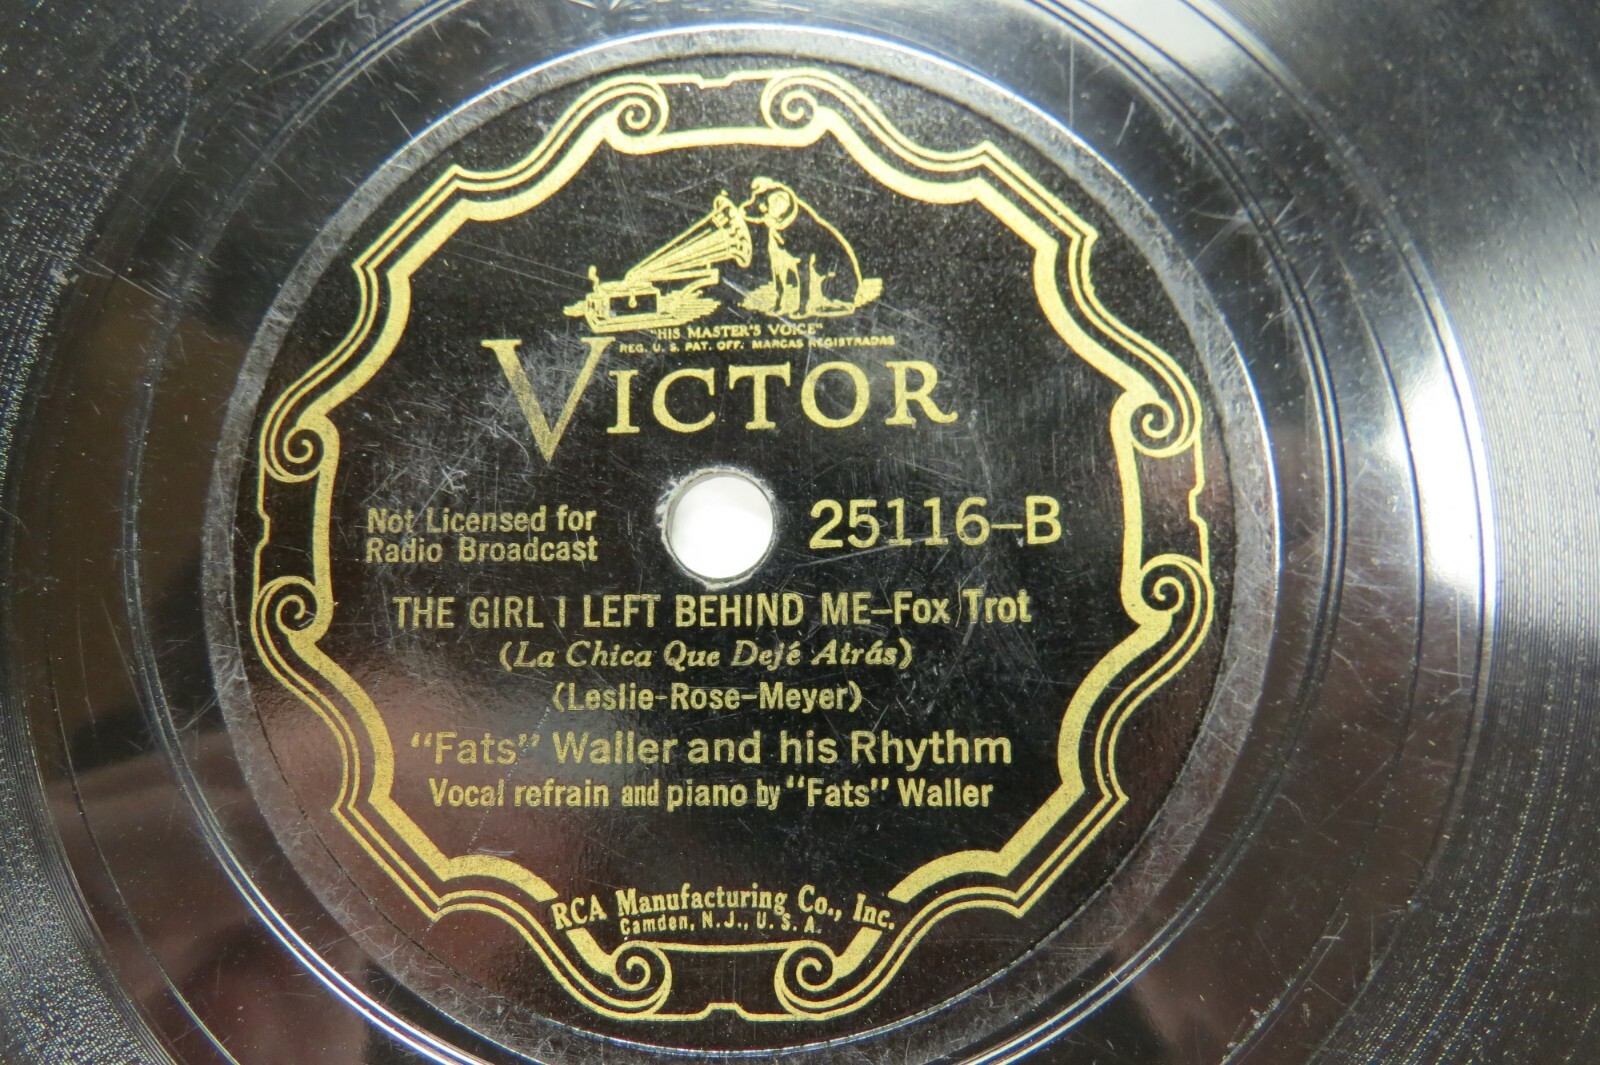 "HIS MASTER'S VOICE"
REG. U. S. PAT. OFF. MARCAS REGISTRADAS
VICTOR
Not Licensed for
Radio Broadcast
25116-B
THE GIRL I LEFT BEHIND ME-Fox Trot
(La Chica Que Dejé Atrás)
(Leslie-Rose-Meyer)
"Fats" Waller and his Rhythm
Vocal refrain and piano by "Fats" Waller
RCA Manufacturing Co., Inc.
Camden, N. J., U. S. A.